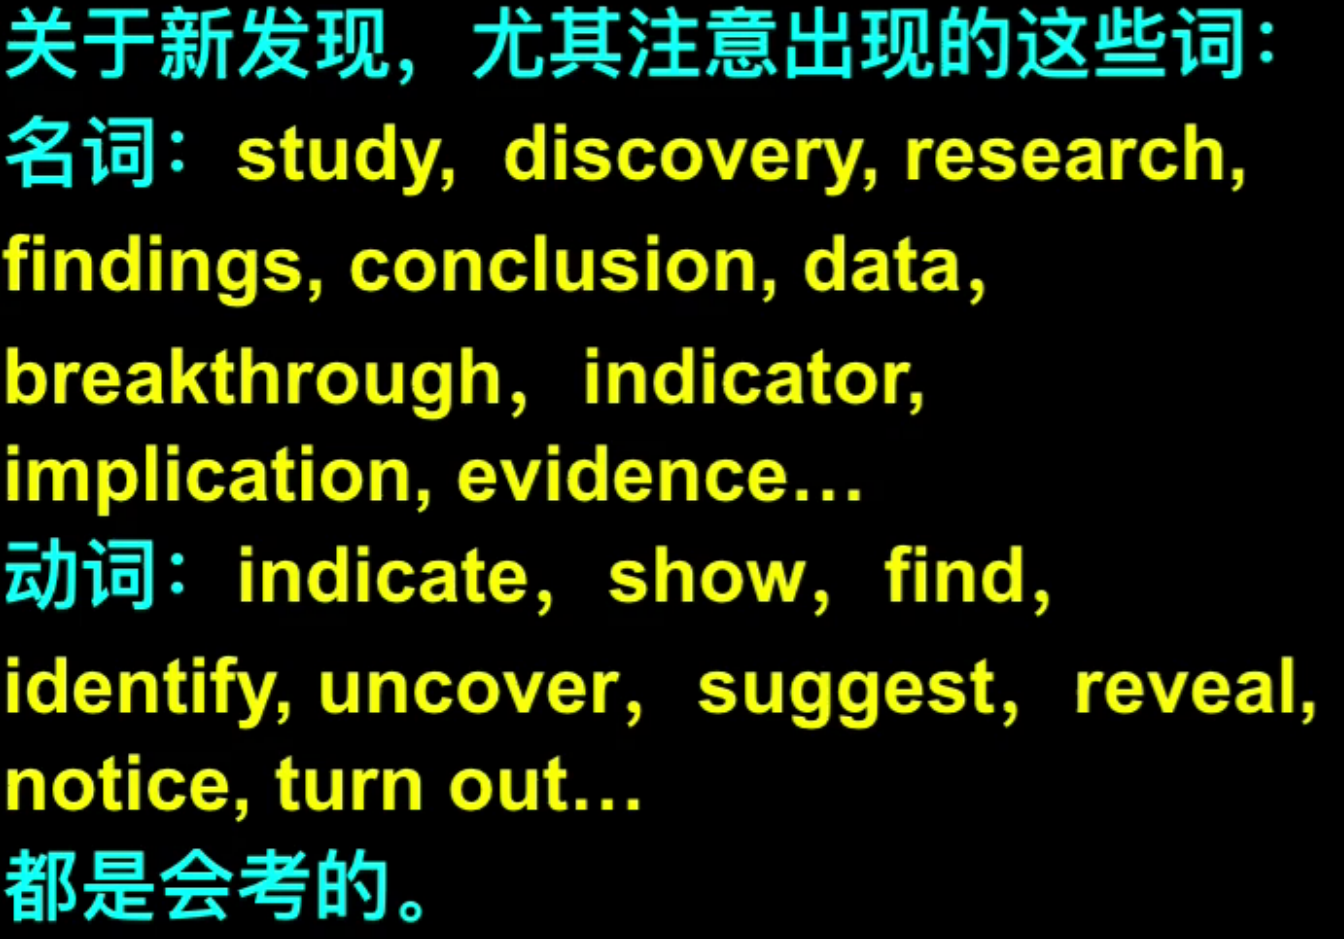 关于新发现，尤其注意出现的这些词：
名词：study, discovery, research,
findings, conclusion, data，
breakthrough， indicator,
implication, evidence…
动词：indicate， show， find，
identify, uncover， suggest， reveal,
notice, turn out…
都是会考的。